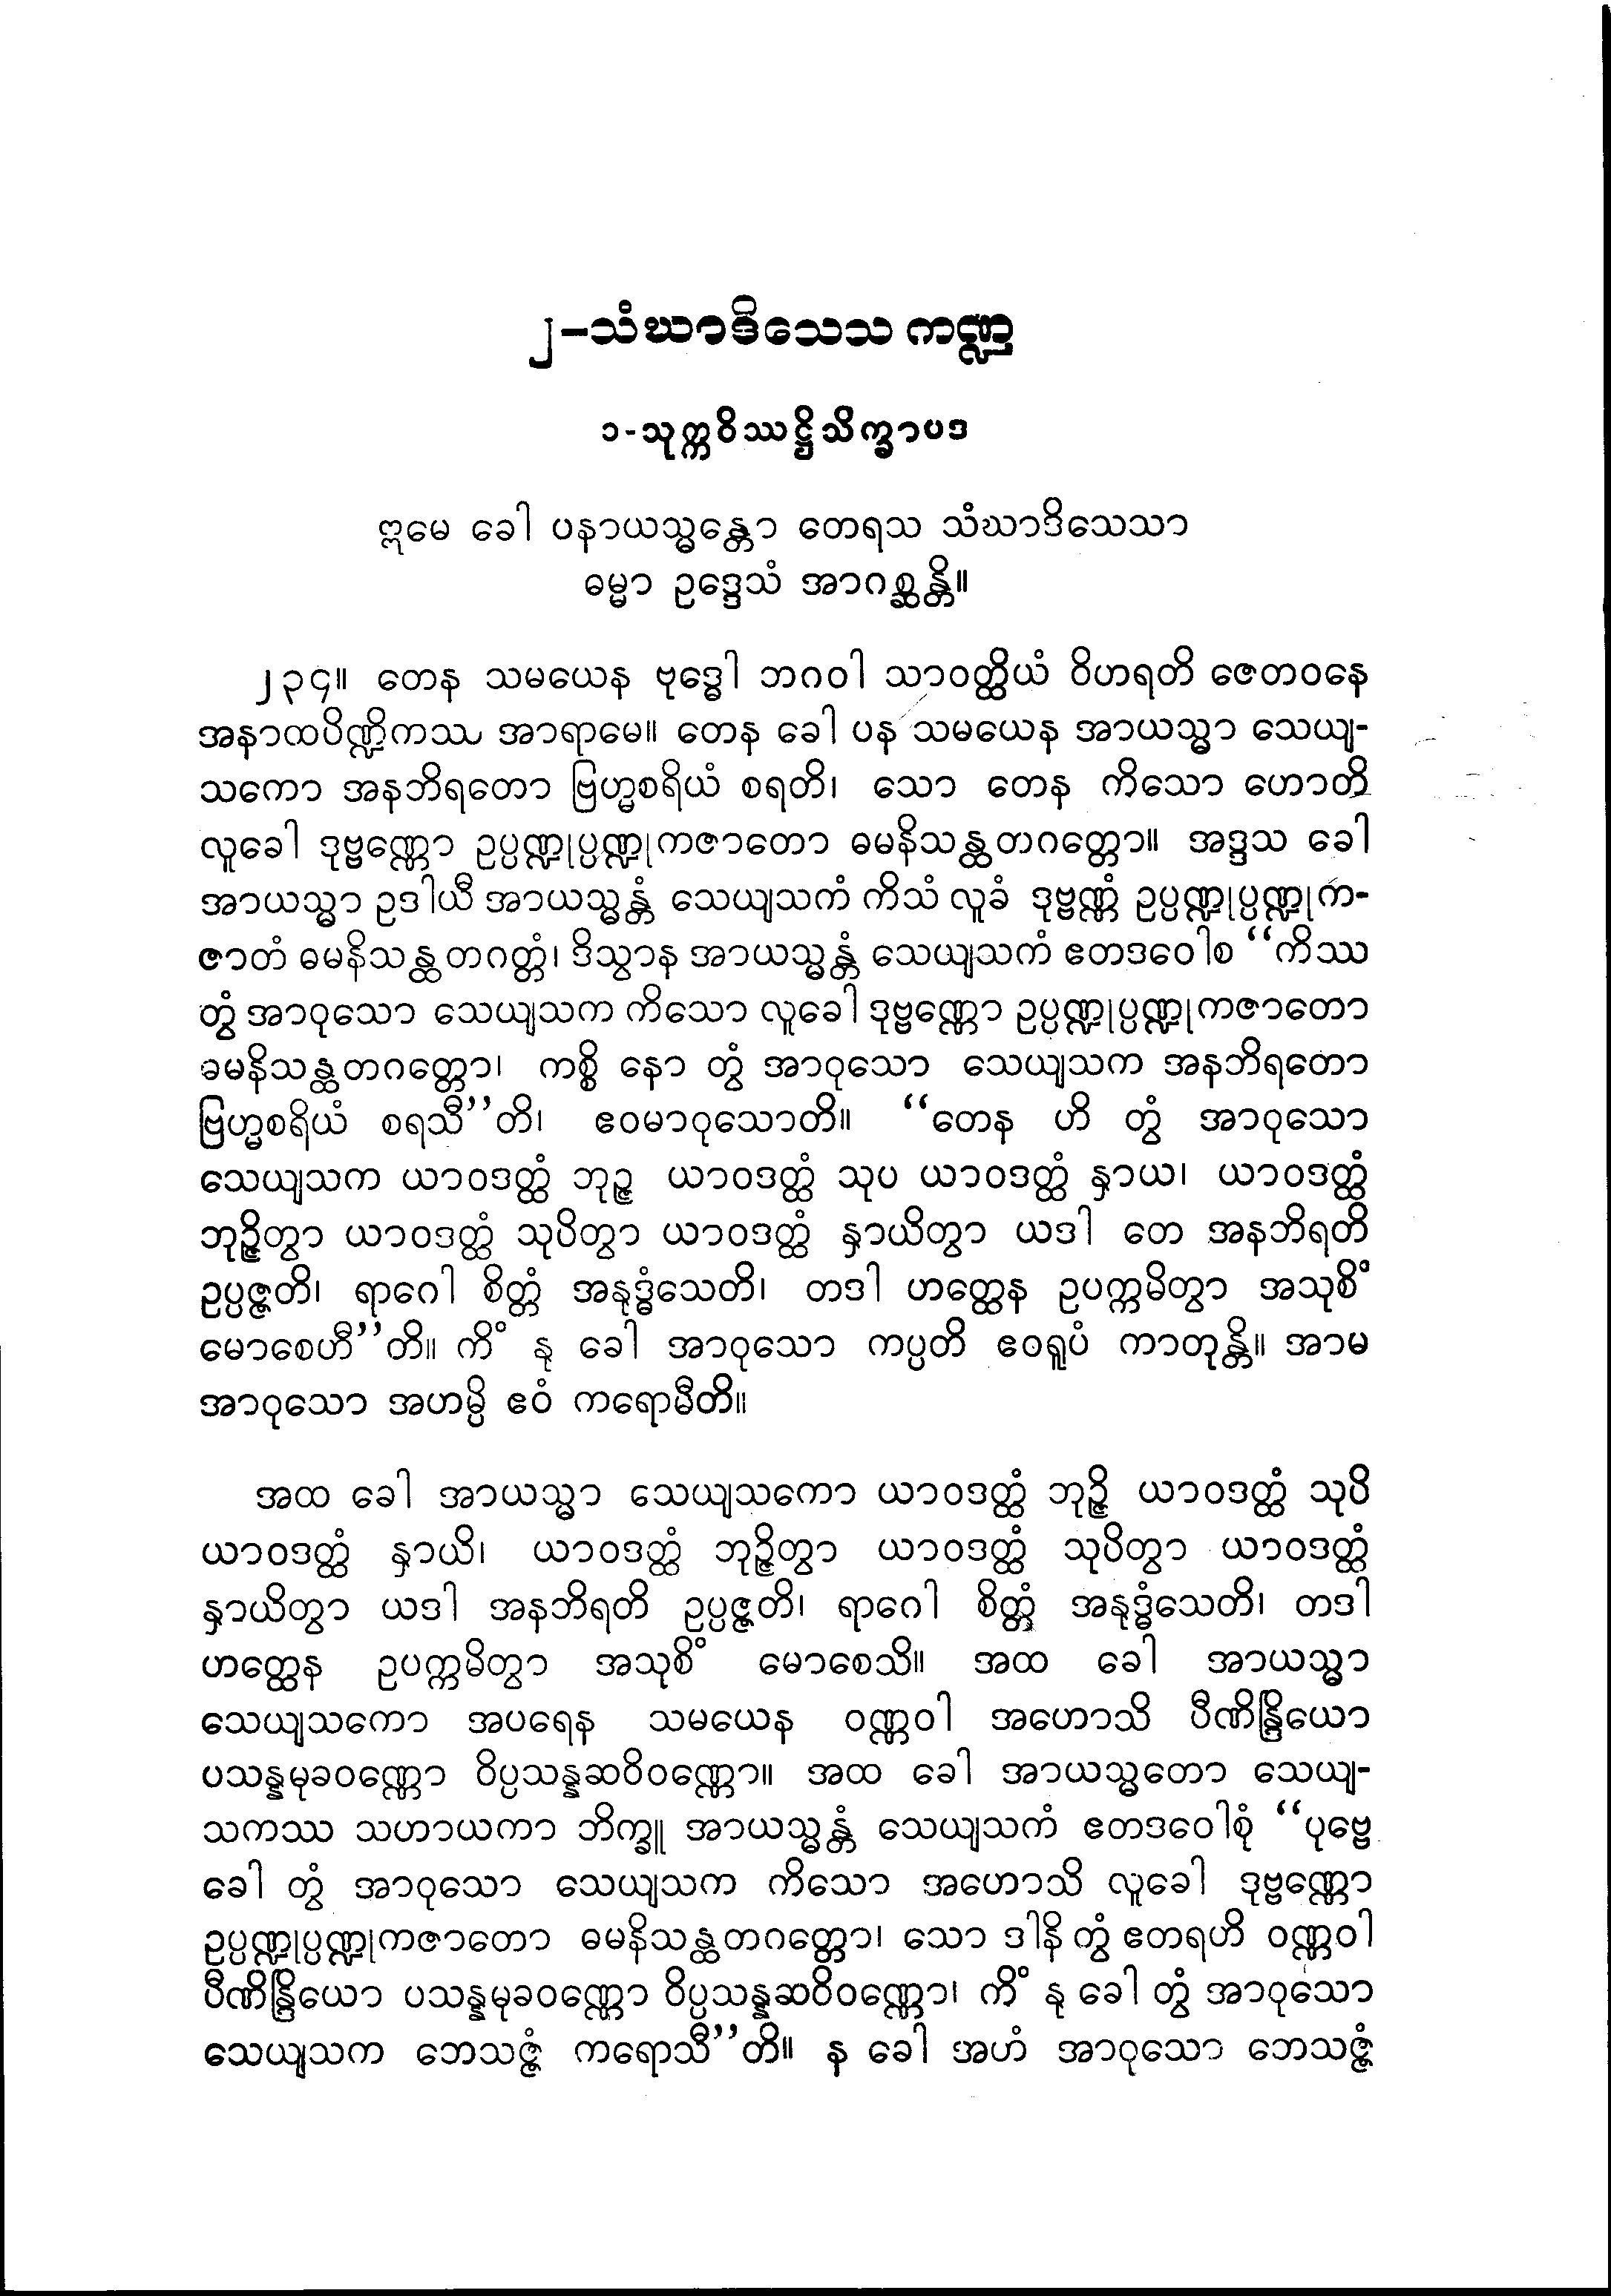 ၂–သံဃာဒိသေသ ကဏ္ဍ
၁-သုက္ကဝိဿဋ္ဌိသိက္ခာပဒ
ဣမေ ခေါ ပနာယသ္မန္တော တေရသ သံဃာဒိသေသာ
ဓမ္မာ ဥဒ္ဒေသံ အာဂစ္ဆန္တိ။
၂၃၄။ တေန သမယေန ဗုဒ္ဓေါ ဘဂဝါ သာဝတ္ထိယံ ဝိဟရတိ ဇေတဝနေ
အနာထပိဏ္ဍိကဿ အာရာမေ။ တေန ခေါ ပန သမယေန အာယသ္မာ သေယျ-
သကော အနဘိရတော ဗြဟ္မစရိယံ စရတိ၊ သော တေန ကိသော ဟောတိ
လူခေါ ဒုဗ္ဗဏ္ဏော ဥပ္ပဏ္ဍုပ္ပဏ္ဍုကဇာတော ဓမနိသန္ထတဂတ္တော။ အဒ္ဒသ ခေါ
အာယသ္မာ ဥဒါယီ အာယသ္မန္တံ သေယျသကံ ကိသံ လူခံ ဒုဗ္ဗဏ္ဏံ ဥပ္ပဏ္ဍုပ္ပဏ္ဍုက-
ဇာတံ ဓမနိသန္ထတဂတ္တံ၊ ဒိသွာန အာယသ္မန္တံ သေယျသကံ ဧတဒဝေါစ “ကိဿ
တွံ အာဝုသော သေယျသက ကိသော လူခေါ ဒုဗ္ဗဏ္ဏော ဥပ္ပဏ္ဍုပ္ပဏ္ဍုကဇာတော
ဓမနိသန္ထတဂတ္တော၊ ကစ္စိ နော တွံ အာဝုသော သေယျသက အနဘိရတော
ဗြဟ္မစရိယံ စရသီ”တိ၊ ဧဝမာဝုသောတိ။ “တေန ဟိ တွံ အာဝုသော
သေယျသက ယာဝဒတ္ထံ ဘုဉ္ဇ ယာဝဒတ္ထံ သုပ ယာဝဒတ္ထံ နှာယ၊ ယာဝဒတ္ထံ
ဘုဉ္ဇိတွာ ယာဝဒတ္ထံ သုပိတွာ ယာဝဒတ္ထံ နှာယိတွာ ယဒါ တေ အနဘိရတိ
ဥပ္ပဇ္ဇတိ၊ ရာဂေါ စိတ္တံ အနုဒ္ဓံသေတိ၊ တဒါ ဟတ္ထေန ဥပက္ကမိတွာ အသုစိံ
မောစေဟီ”တိ။ ကိံ နု ခေါ အာဝုသော ကပ္ပတိ ဧဝရူပံ ကာတုန္တိ။ အာမ
အာဝုသော အဟမ္ပိ ဧဝံ ကရောမီတိ။
အထ ခေါ အာယသ္မာ သေယျသကော ယာဝဒတ္ထံ ဘုဉ္ဇိ ယာဝဒတ္ထံ သုပိ
ယာဝဒတ္ထံ နှာယိ၊ ယာဝဒတ္ထံ ဘုဉ္ဇိတွာ ယာဝဒတ္ထံ သုပိတွာ ယာဝဒတ္ထံ
နှာယိတွာ ယဒါ အနဘိရတိ ဥပ္ပဇ္ဇတိ၊ ရာဂေါ စိတ္တံ အနုဒ္ဓံသေတိ၊ တဒါ
ဟတ္ထေန ဥပက္ကမိတွာ အသုစိံ မောစေသိ။ အထ ခေါ အာယသ္မာ
သေယျသကော အပရေန သမယေန ဝဏ္ဏဝါ အဟောသိ ပီဏိန္ဒြိယော
ပသန္နမုခဝဏ္ဏော ဝိပ္ပသန္နဆဝိဝဏ္ဏော။ အထ ခေါ အာယသ္မတော သေယျ-
သကဿ သဟာယကာ ဘိက္ခူ အာယသ္မန္တံ သေယျသကံ ဧတဒဝေါစုံ “ပုဗ္ဗေ
ခေါ တွံ အာဝုသော သေယျသက ကိသော အဟောသိ လူခေါ ဒုဗ္ဗဏ္ဏော
ဥပ္ပဏ္ဍုပ္ပဏ္ဍုကဇာတော ဓမနိသန္ထတဂတ္တော၊ သော ဒါနိ တွံ ဧတရဟိ ဝဏ္ဏဝါ
ပီဏိန္ဒြိယော ပသန္နမုခဝဏ္ဏော ဝိပ္ပသန္နဆဝိဝဏ္ဏော၊ ကိံ နု ခေါ တွံ အာဝုသော
သေယျသက ဘေသဇ္ဇံ ကရောသီ”တိ။ န ခေါ အဟံ အာဝုသော ဘေသဇ္ဇံ